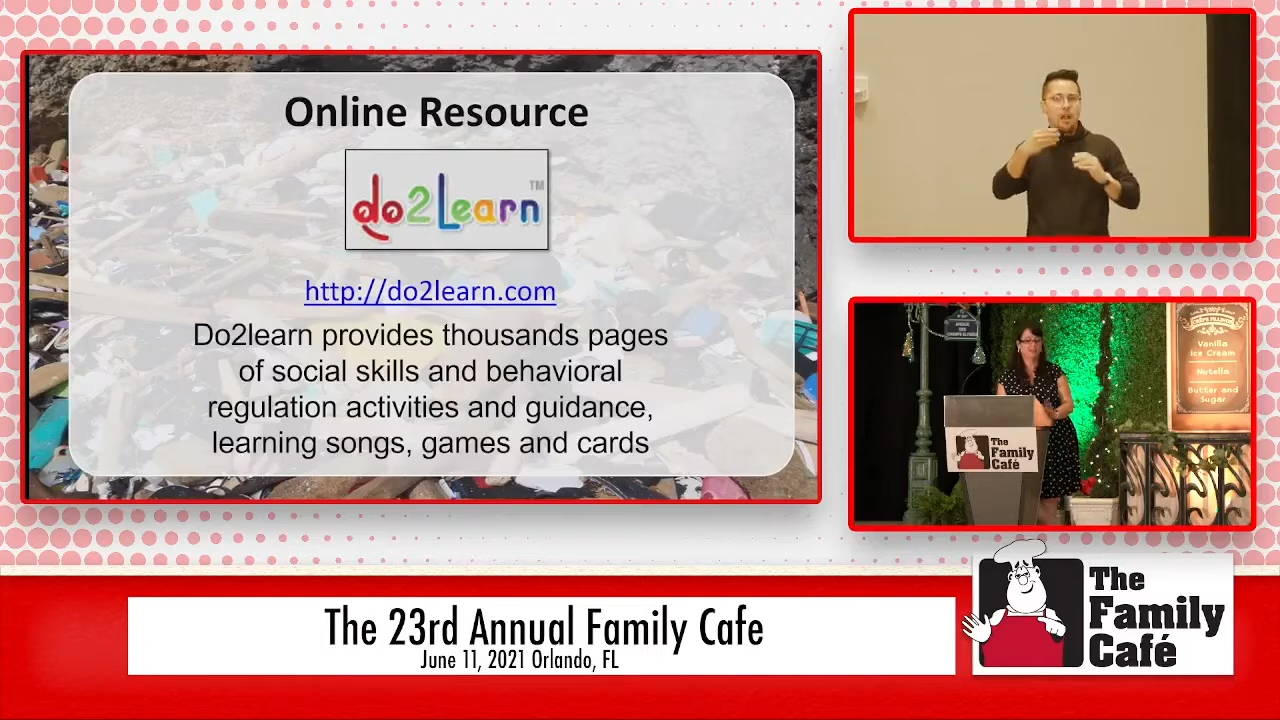 Online Resource
do2Learn™
http://do2learn.com
Do2learn provides thousands pages
of social skills and behavioral
regulation activities and guidance,
learning songs, games and cards
Vanilla
Ice Cream
Nutella
Butter and
Sugar
The
Family
Café
The 23rd Annual Family Cafe
June 11, 2021 Orlando, FL
The
Family
Café